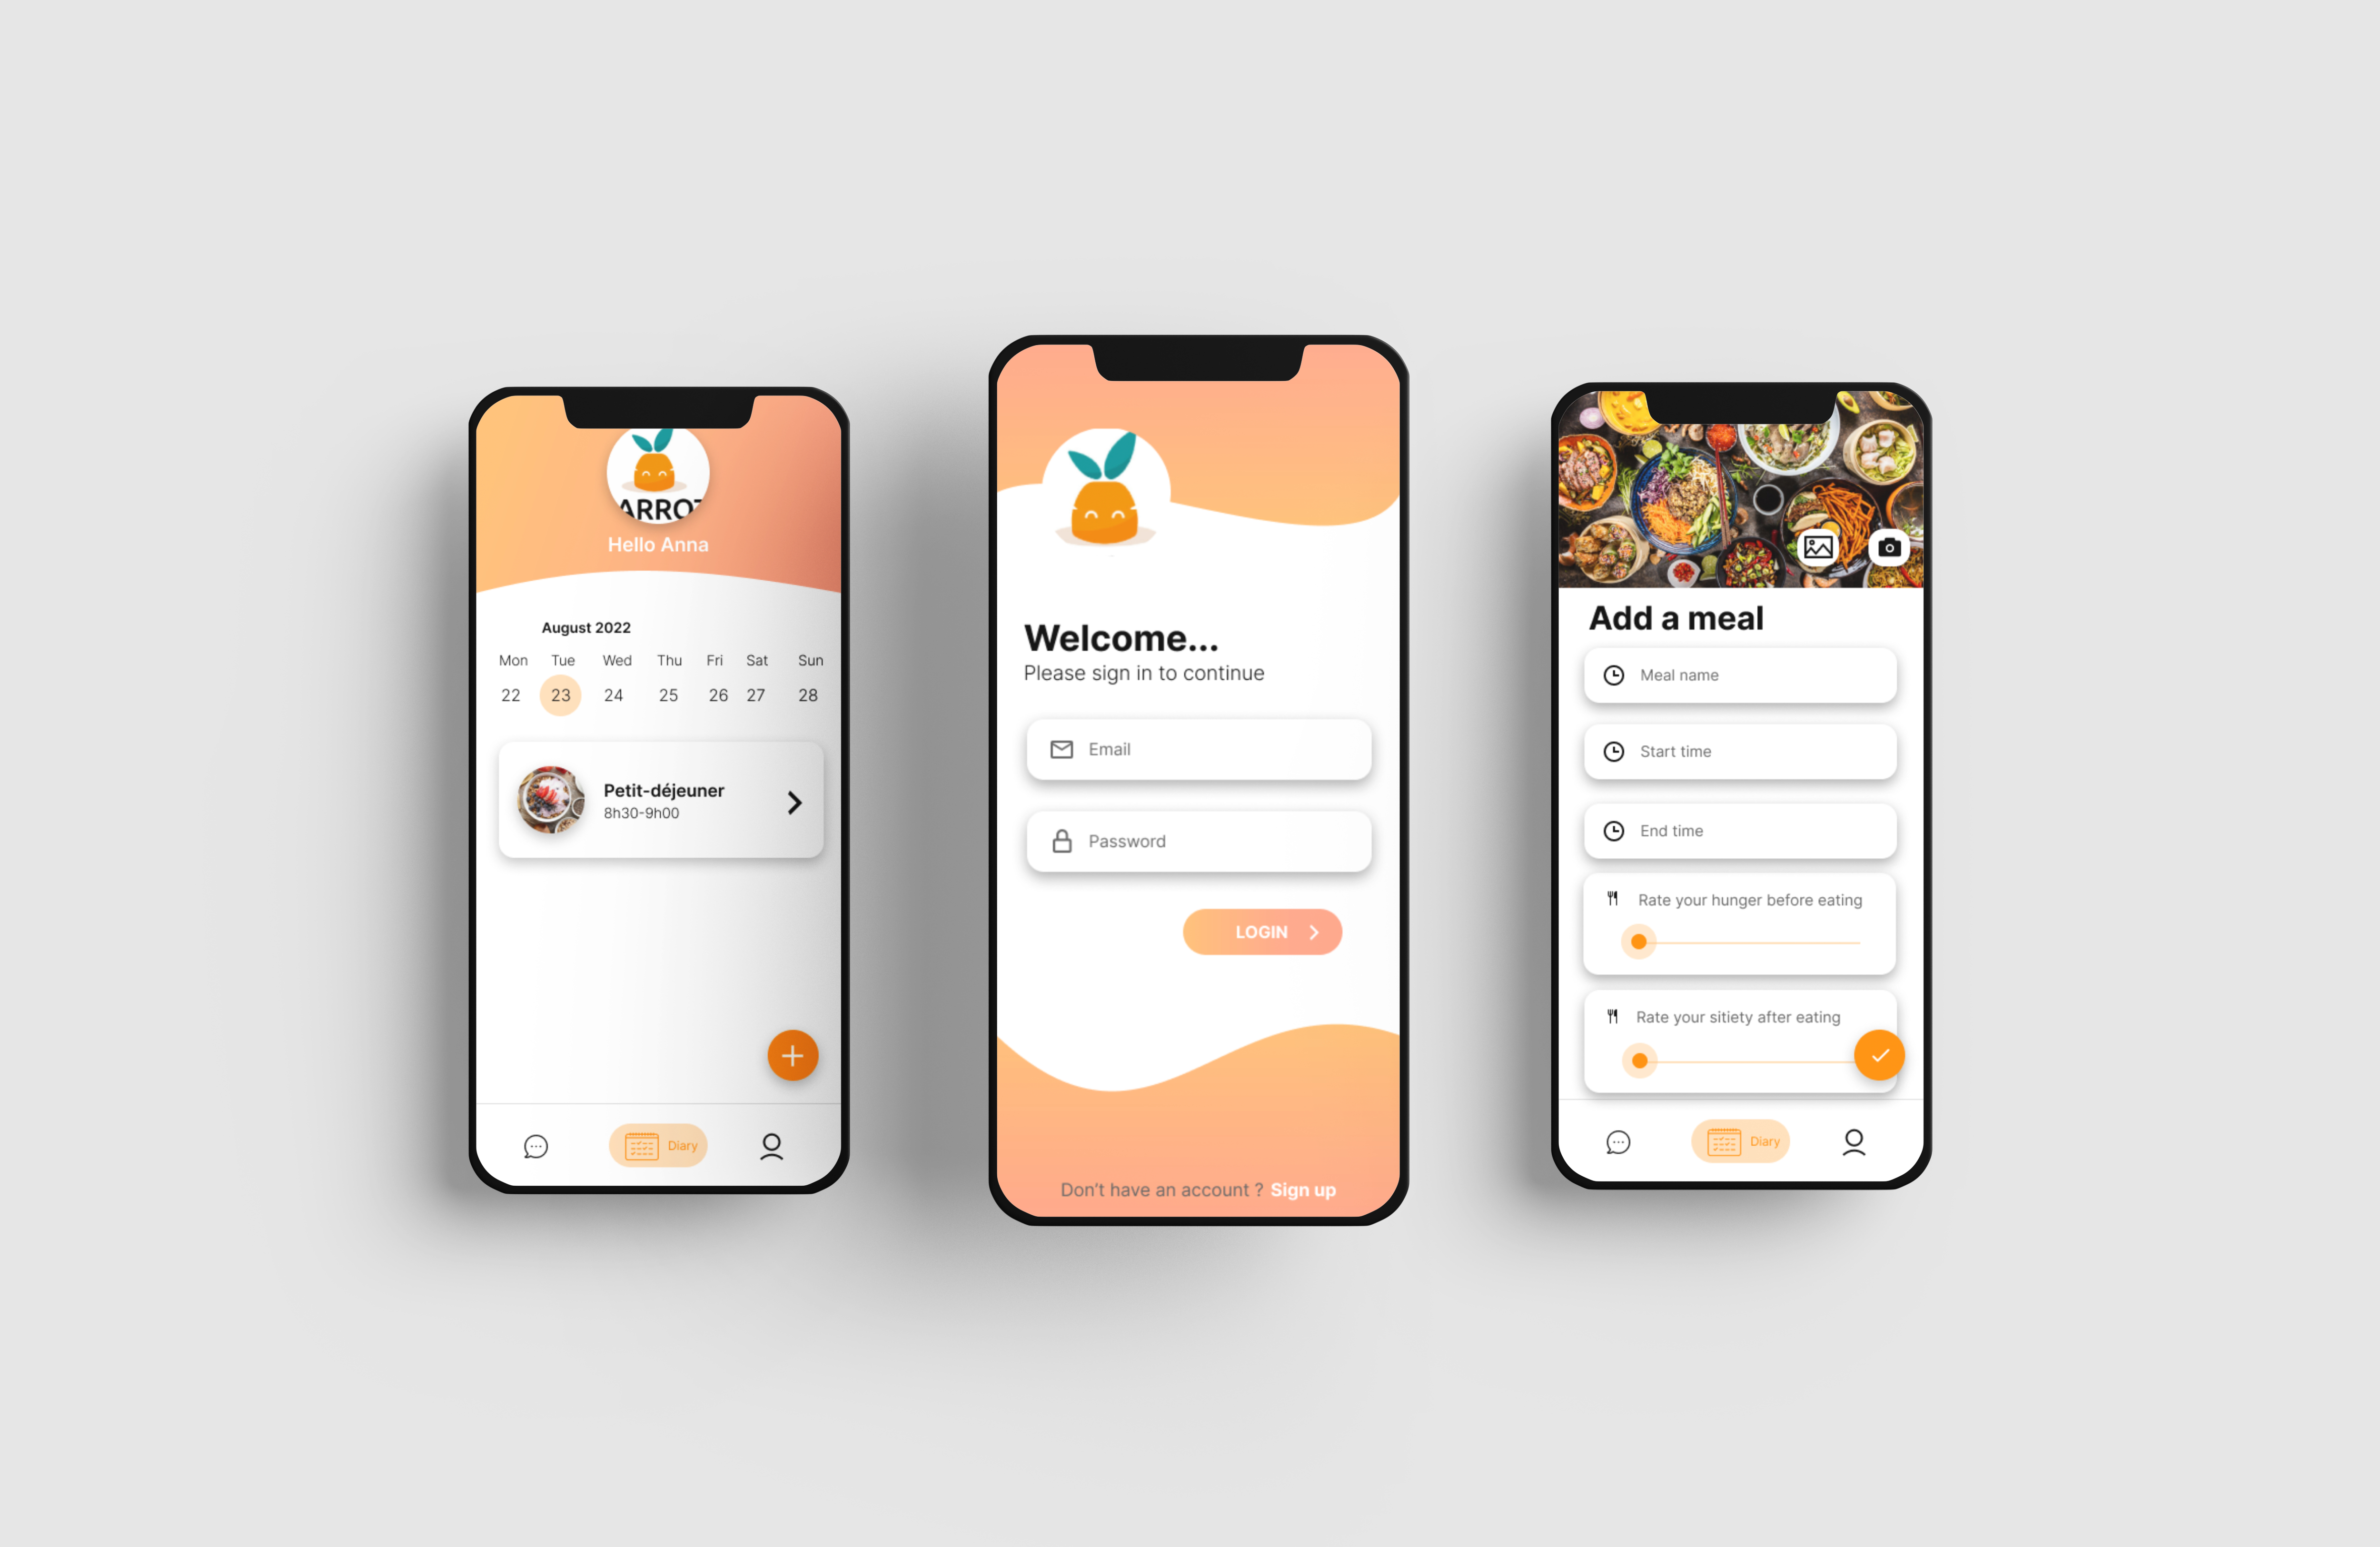 ARROT
Hello Anna
August 2022
Mon Tue Wed Thu Fri Sat Sun
22 23 24 25 26 27 28
Petit-déjeuner
8h30-9h00
Diary
Welcome...
Please sign in to continue
Email
Password
LOGIN
Don't have an account ? Sign up
Add a meal
Meal name
Start time
End time
Rate your hunger before eating
Rate your sitiety after eating
Diary